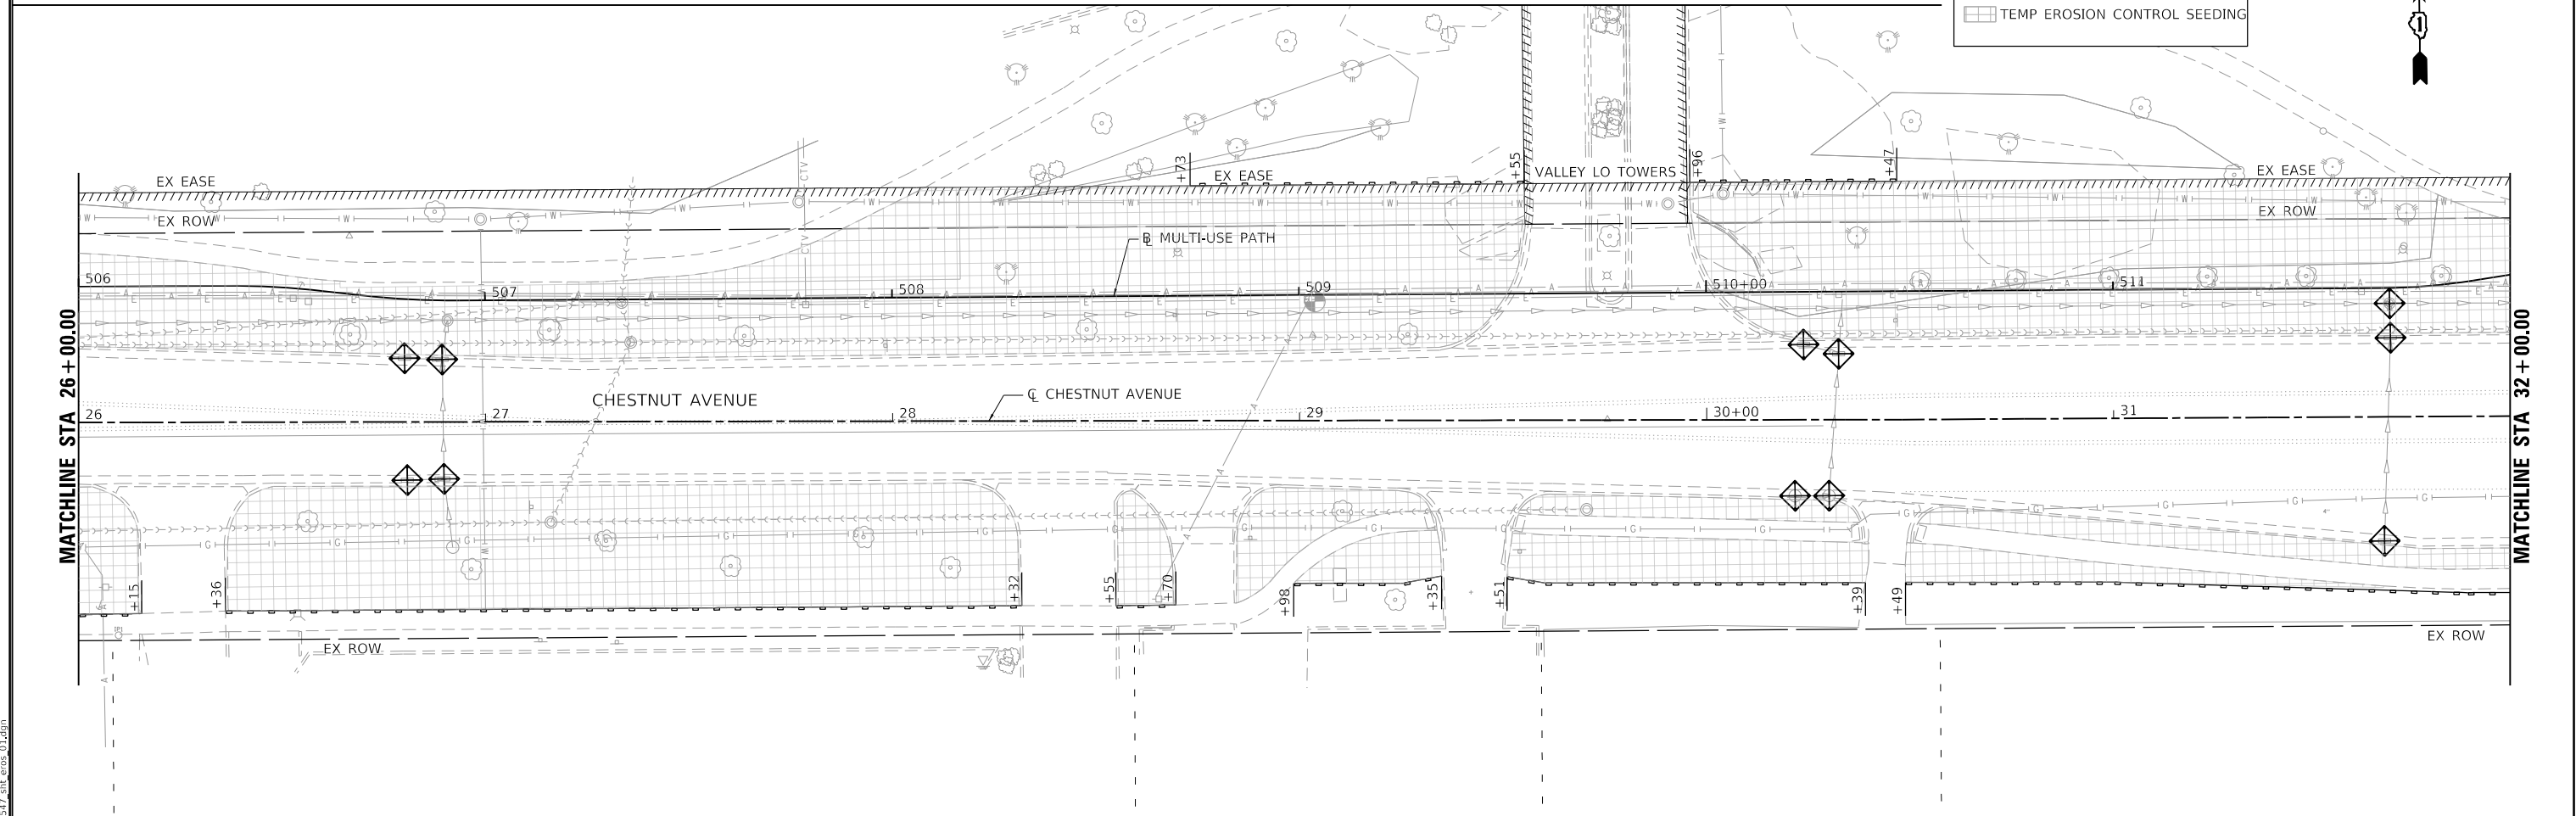 TEMP EROSION CONTROL SEEDING
1
EX EASE
+73
EX EASE
+55
VALLEY LO TOWERS
+96
+47
EX EASE
CTV
EX ROW
EX ROW
B MULTI-USE PATH
506
507
508
509
510+00
511
MATCHLINE STA 26+00.00
MATCHLINE STA 32+00.00
CHESTNUT AVENUE
CL CHESTNUT AVENUE
26
27
28
29
30+00
31
+15
+36
+32
+55
+70
+98
+35
+51
+39
+49
EX ROW
EX ROW